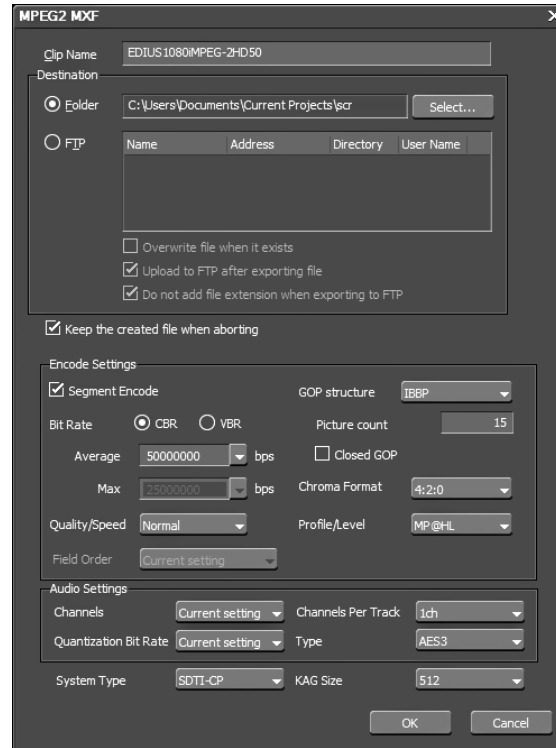 MPEG2 MXF
Clip Name EDIUS1080iMPEG-2HD50
Destination
Folder C:\Users\Documents\Current Projects\scr Select...
FTP Name Address Directory User Name
Overwrite file when it exists
Upload to FTP after exporting file
Do not add file extension when exporting to FTP
Keep the created file when aborting
Encode Settings
Segment Encode GOP structure IBBP
Bit Rate CBR VBR Picture count 15
Average 50000000 bps Closed GOP
Max 25000000 bps Chroma Format 4:2:0
Quality/Speed Normal Profile/Level MP@HL
Field Order Current setting
Audio Settings
Channels Current setting Channels Per Track 1ch
Quantization Bit Rate Current setting Type AES3
System Type SDTI-CP KAG Size 512
OK Cancel